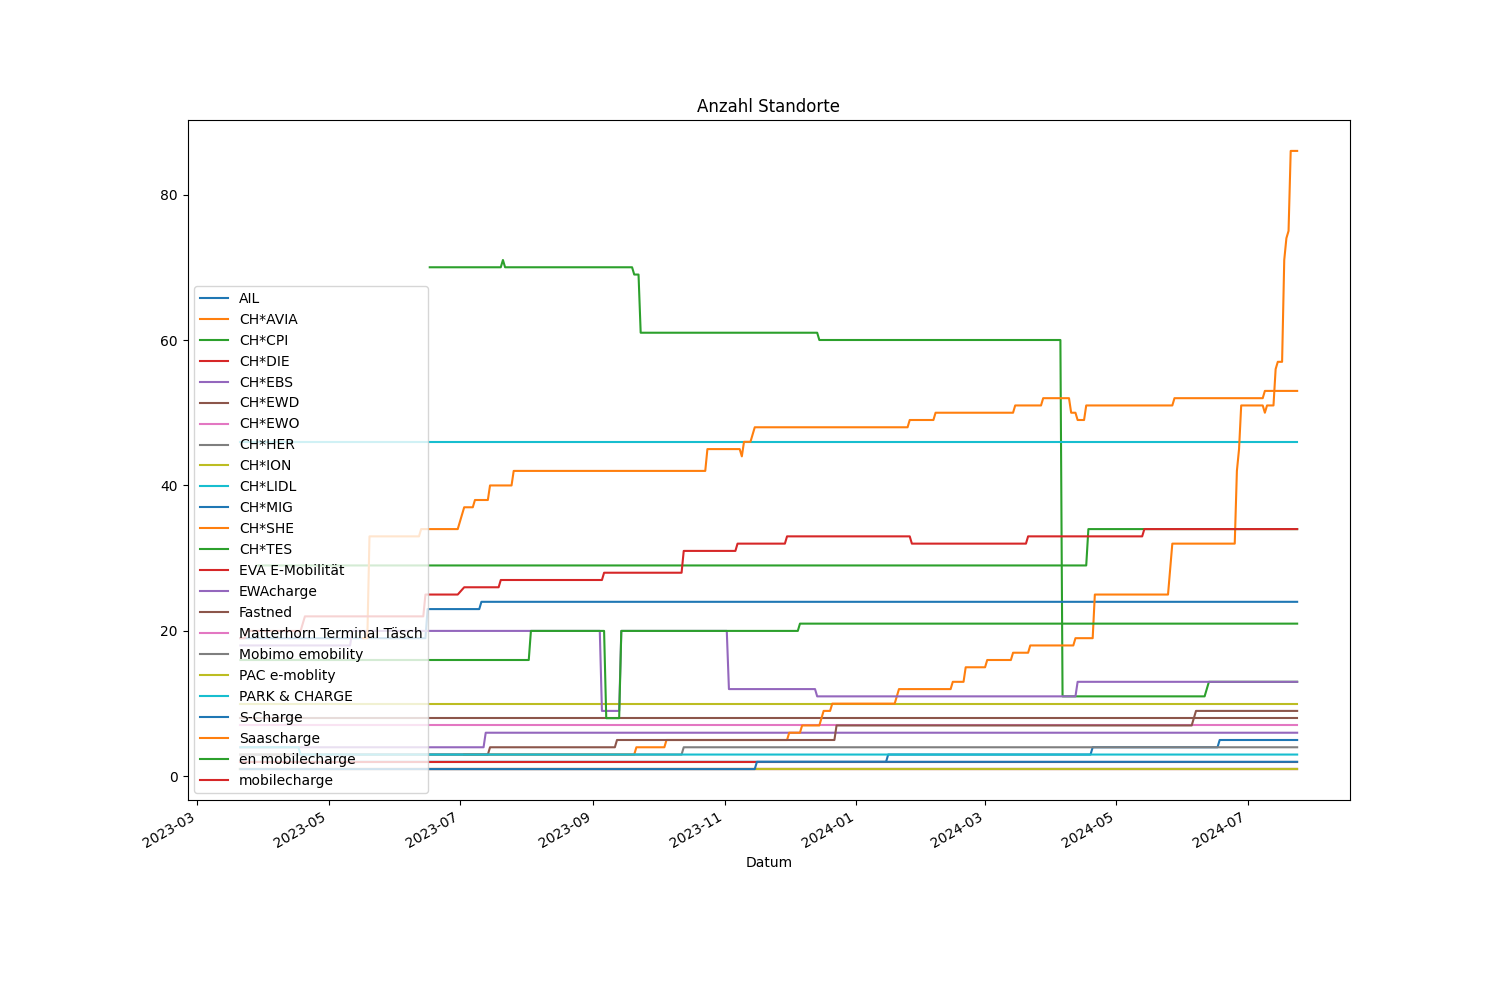 Anzahl Standorte
80
60
40
20
0
AIL
CH*AVIA
CH*CPI
CH*DIE
CH*EBS
CH*EWD
CH*EWO
CH*HER
CH*ION
CH*LIDL
CH*MIG
CH*SHE
CH*TES
EVA E-Mobilität
EWAcharge
Fastned
Matterhorn Terminal Täsch
Mobimo emobility
PAC e-moblity
PARK & CHARGE
S-Charge
Saascharge
en mobilecharge
mobilecharge
2023-03
2023-05
2023-07
2023-09
2023-11
2024-01
2024-03
2024-05
2024-07
Datum